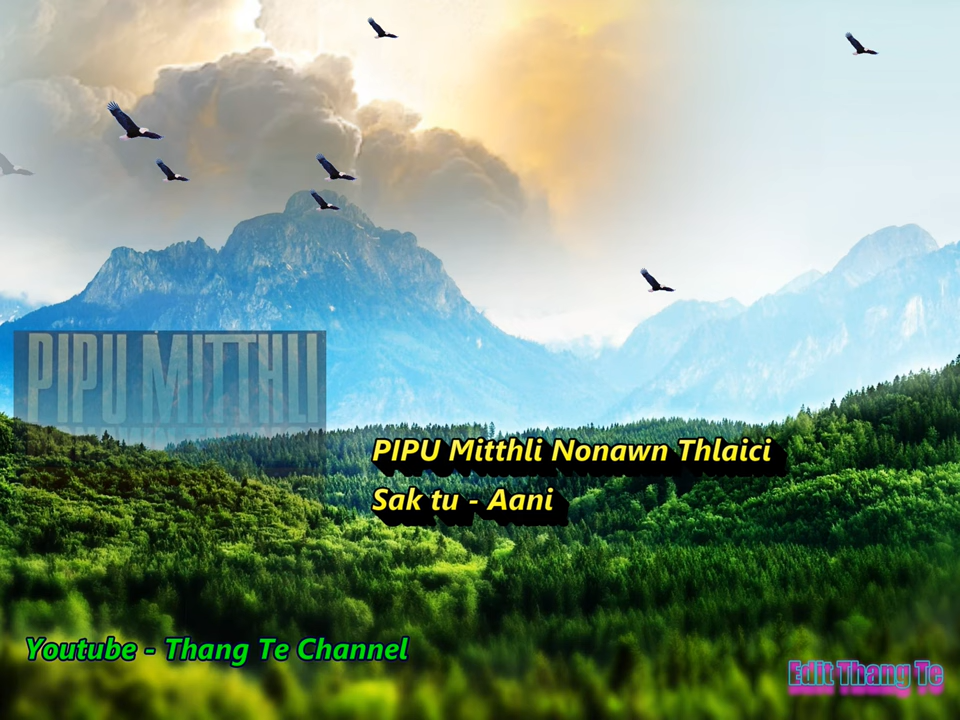 PIPU MITTHLI
PIPU Mitthli Nonawn Thlaici
Sak tu - Aani
Youtube - Thang Te Channel
Edit Thang Te